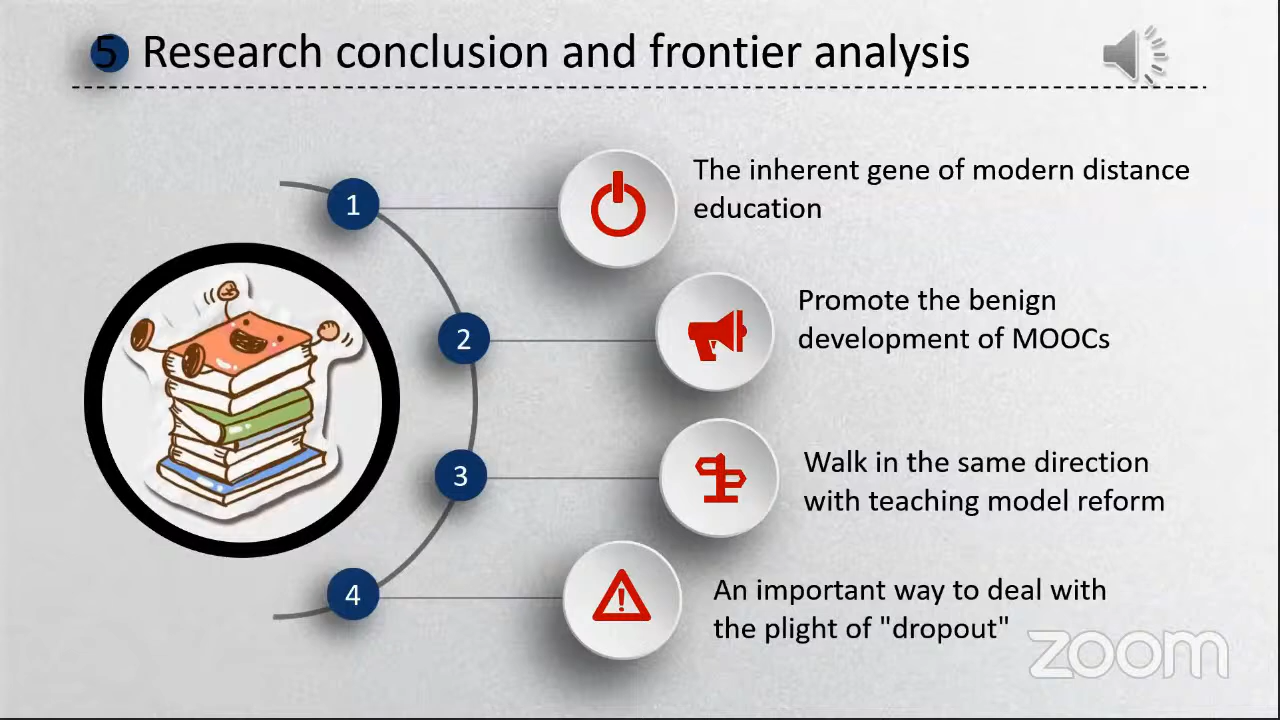 5 Research conclusion and frontier analysis
1
The inherent gene of modern distance
education
2
Promote the benign
development of MOOCs
3
Walk in the same direction
with teaching model reform
4
An important way to deal with
the plight of "dropout"
zoom